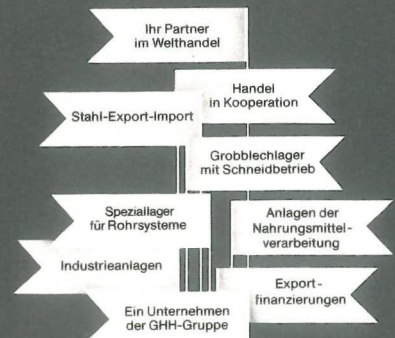 Ihr Partner
im Welthandel
Handel
in Kooperation
Stahl-Export-Import
Grobblechlager
mit Schneidbetrieb
Speziallager
für Rohrsysteme
Anlagen der
Nahrungsmittel-
verarbeitung
Industrieanlagen
Export-
finanzierungen
Ein Unternehmen
der GHH-Gruppe